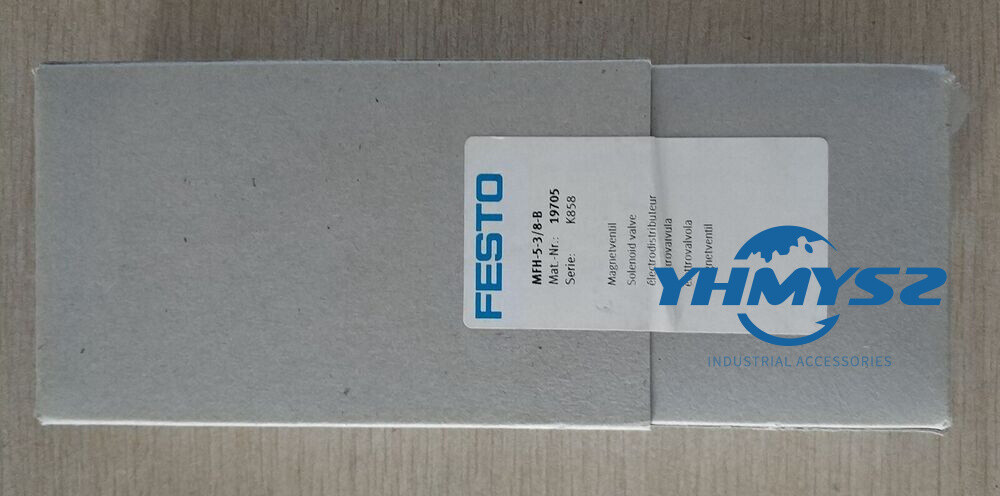 FESTO
MFH-5-3/8-B
Mat.-Nr.: 19705
Serie: K858
Magnetventil
Solenoid valve
électrodistributeur
YHMYSZ
INDUSTRIAL ACCESSORIES